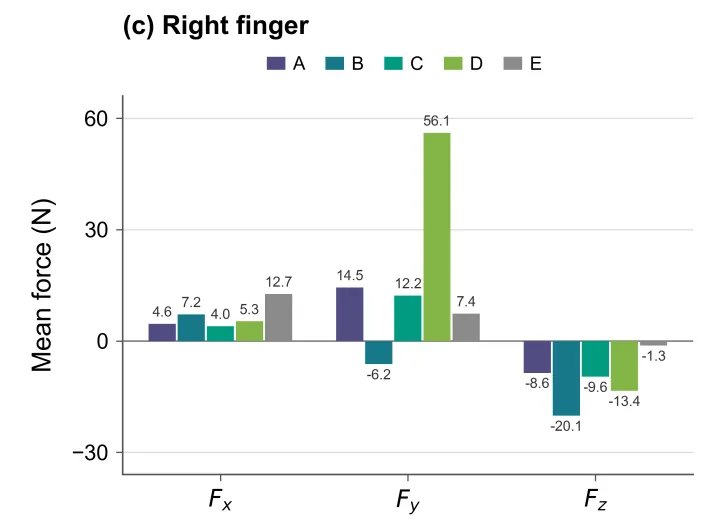 (c) Right finger
A B C D E
Mean force (N)
60
30
0
−30
4.6 7.2 4.0 5.3 12.7
14.5 -6.2 12.2 56.1 7.4
-8.6 -20.1 -9.6 -13.4 -1.3
Fx Fy Fz